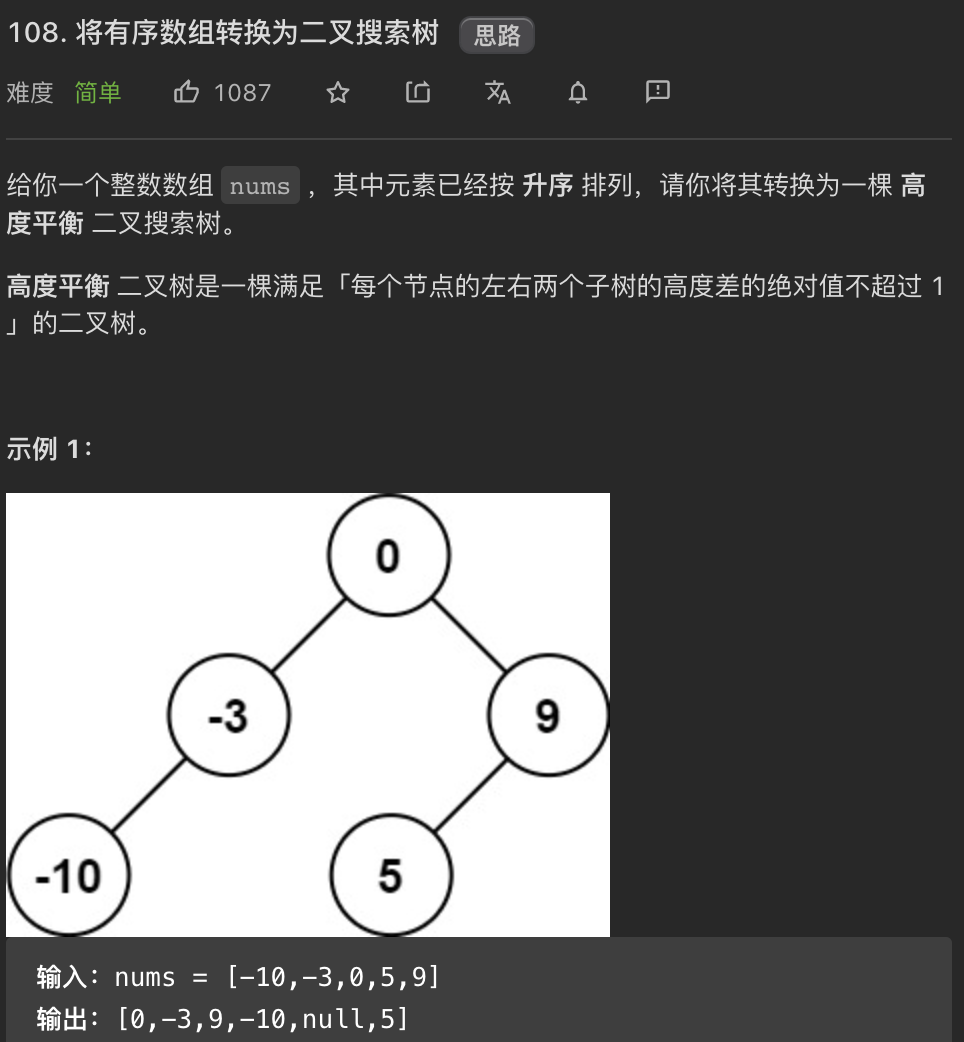 108. 将有序数组转换为二叉搜索树 思路
难度 简单 1087
给你一个整数数组 nums ，其中元素已经按 升序 排列，请你将其转换为一棵 高
度平衡 二叉搜索树。
高度平衡 二叉树是一棵满足「每个节点的左右两个子树的高度差的绝对值不超过 1
」的二叉树。
示例 1：
0
-3 9
-10 5
输入：nums = [-10,-3,0,5,9]
输出：[0,-3,9,-10,null,5]